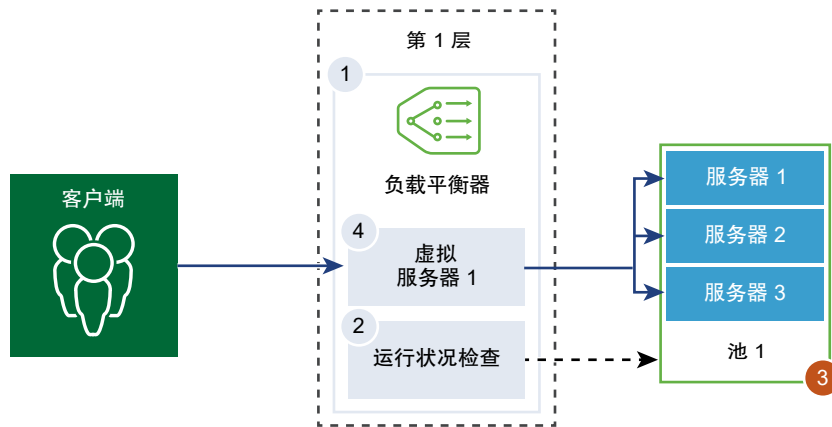 第 1 层
1
负载平衡器
客户端
4
虚拟
服务器 1
2
运行状况检查
服务器 1
服务器 2
服务器 3
池 1
3